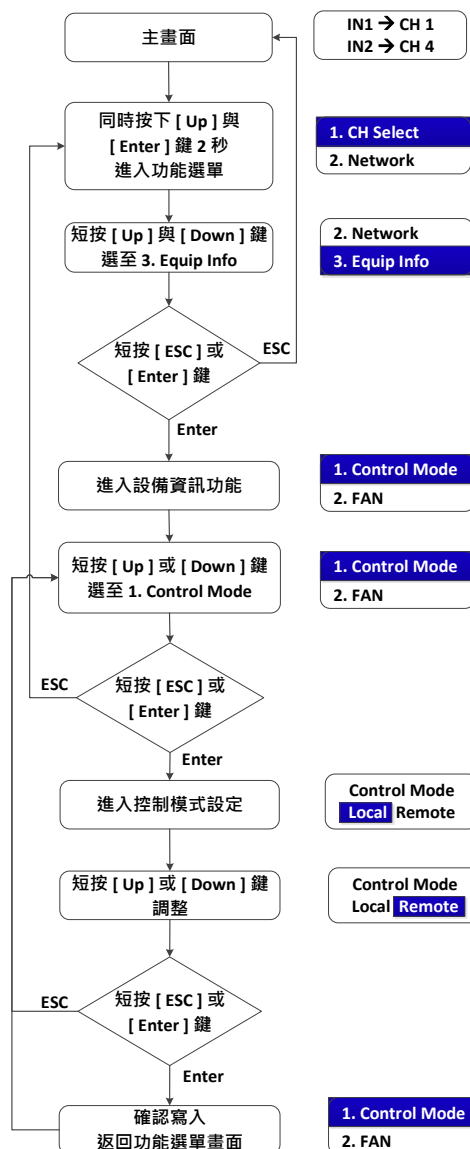 主畫面
IN1 → CH 1
IN2 → CH 4
同時按下 [ Up ] 與
[ Enter ] 鍵 2 秒
進入功能選單
1. CH Select
2. Network
短按 [ Up ] 與 [ Down ] 鍵
選至 3. Equip Info
2. Network
3. Equip Info
短按 [ ESC ] 或
[ Enter ] 鍵
ESC
Enter
進入設備資訊功能
1. Control Mode
2. FAN
短按 [ Up ] 或 [ Down ] 鍵
選至 1. Control Mode
1. Control Mode
2. FAN
ESC
短按 [ ESC ] 或
[ Enter ] 鍵
Enter
進入控制模式設定
Control Mode
Local Remote
短按 [ Up ] 或 [ Down ] 鍵
調整
Control Mode
Local Remote
ESC
短按 [ ESC ] 或
[ Enter ] 鍵
Enter
確認寫入
返回功能選單畫面
1. Control Mode
2. FAN